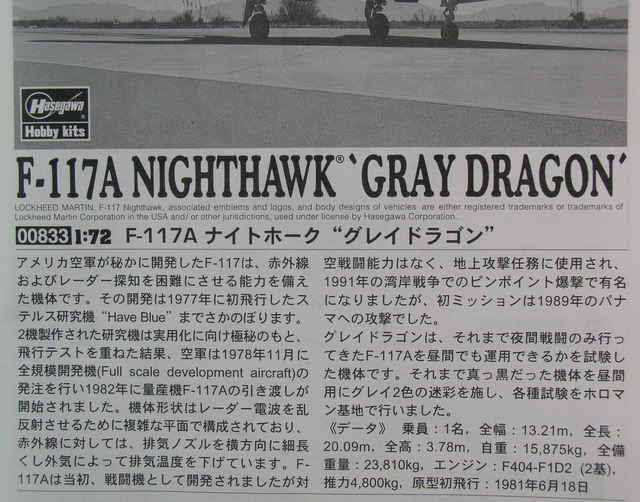 Hasegawa
Hobby kits
F-117A NIGHTHAWK® `GRAY DRAGON´
LOCKHEED MARTIN, F-117 Nighthawk, associated emblems and logos, and body designs of vehicles are either registered trademarks or trademarks of
Lockheed Martin Corporation in the USA and/ or other jurisdictions, used under license by Hasegawa Corporation.
00833 1:72 F-117A ナイトホーク “グレイドラゴン”
アメリカ空軍が秘かに開発したF-117は、赤外線
およびレーダー探知を困難にさせる能力を備え
た機体です。その開発は1977年に初飛行したス
テルス研究機 “Have Blue” までさかのぼります。
2機製作された研究機は実用化に向け極秘のもと、
飛行テストを重ねた結果、空軍は1978年11月に
全規模開発機(Full scale development aircraft)の
発注を行い1982年に量産機F-117Aの引き渡しが
開始されました。機体形状はレーダー電波を乱
反射させるために複雑な平面で構成されており、
赤外線に対しては、排気ノズルを横方向に細長
くし外気によって排気温度を下げています。F-
117Aは当初、戦闘機として開発されましたが対
空戦闘能力はなく、地上攻撃任務に使用され、
1991年の湾岸戦争でのピンポイント爆撃で有名
になりましたが、初ミッションは1989年のパナ
マへの攻撃でした。
グレイドラゴンは、それまで夜間戦闘のみ行っ
てきたF-117Aを昼間でも運用できるかを試験し
た機体です。それまで真っ黒だった機体を昼間
用にグレイ2色の迷彩を施し、各種試験をホロマ
ン基地で行いました。
《データ》 乗員：1名，全幅：13.21m，全長：
20.09m，全高：3.78m，自重：15,875kg，全備
重量：23,810kg，エンジン：F404-F1D2 (2基)，
推力4,800kg，原型初飛行：1981年6月18日